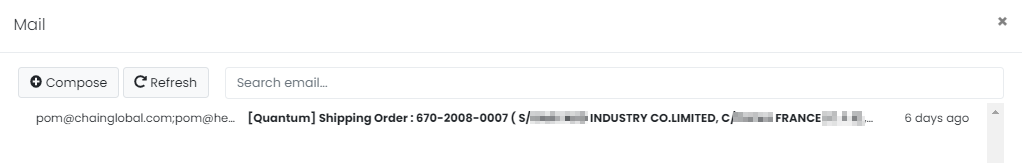 Mail
×
Compose Refresh Search email...
pom@chainglobal.com;pom@he... [Quantum] Shipping Order : 670-2008-0007 ( S/ INDUSTRY CO.LIMITED, C/ FRANCE ,... 6 days ago